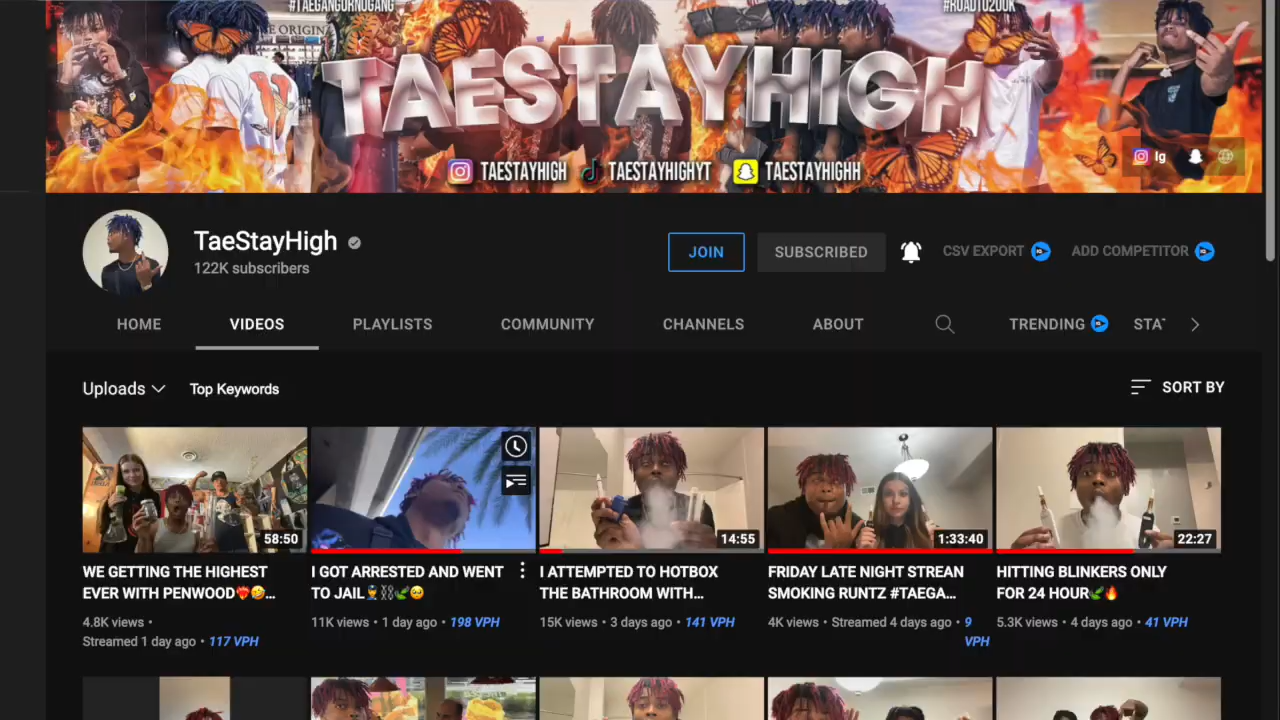 #TAEGANGORNOGANG
#ROADTO200K
E ORIGIN
TAESTAYHIGH
TAESTAYHIGH
TAESTAYHIGHYT
TAESTAYHIGHH
Ig
TaeStayHigh
122K subscribers
JOIN
SUBSCRIBED
CSV EXPORT
ADD COMPETITOR
HOME
VIDEOS
PLAYLISTS
COMMUNITY
CHANNELS
ABOUT
TRENDING
STAT
Uploads
Top Keywords
SORT BY
58:50
14:55
1:33:40
22:27
WE GETTING THE HIGHEST
EVER WITH PENWOOD❤️‍🔥🤣...
4.8K views •
Streamed 1 day ago • 117 VPH
I GOT ARRESTED AND WENT
TO JAIL👮⛓🌿🥺
11K views • 1 day ago • 198 VPH
I ATTEMPTED TO HOTBOX
THE BATHROOM WITH...
15K views • 3 days ago • 141 VPH
FRIDAY LATE NIGHT STREAN
SMOKING RUNTZ #TAEGA...
4K views • Streamed 4 days ago • 9
VPH
HITTING BLINKERS ONLY
FOR 24 HOUR🌿🔥
5.3K views • 4 days ago • 41 VPH